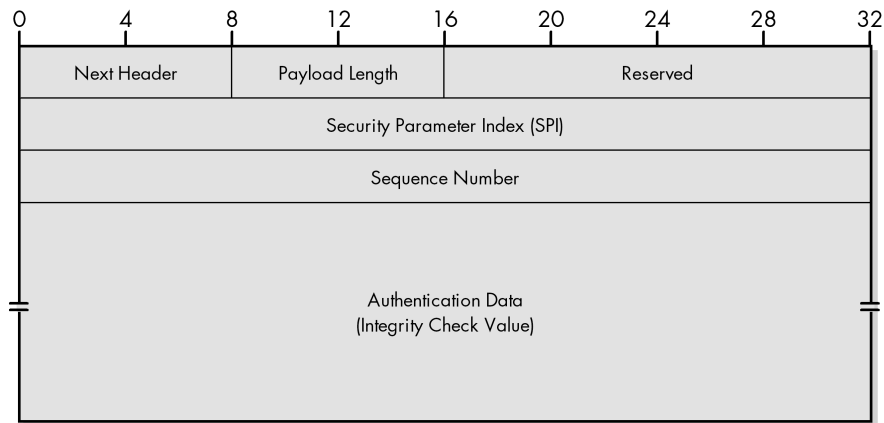 0 4 8 12 16 20 24 28 32
Next Header Payload Length Reserved
Security Parameter Index (SPI)
Sequence Number
Authentication Data
(Integrity Check Value)